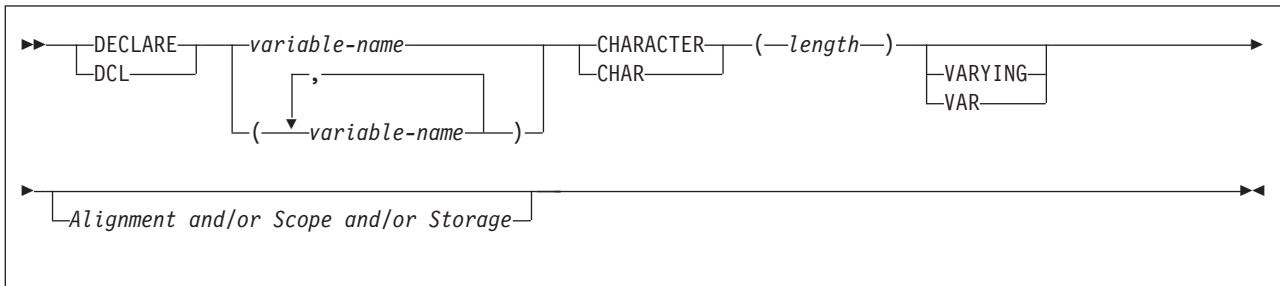 DECLARE variable-name CHARACTER ( length )
DCL , CHAR VARYING
( variable-name ) VAR
Alignment and/or Scope and/or Storage